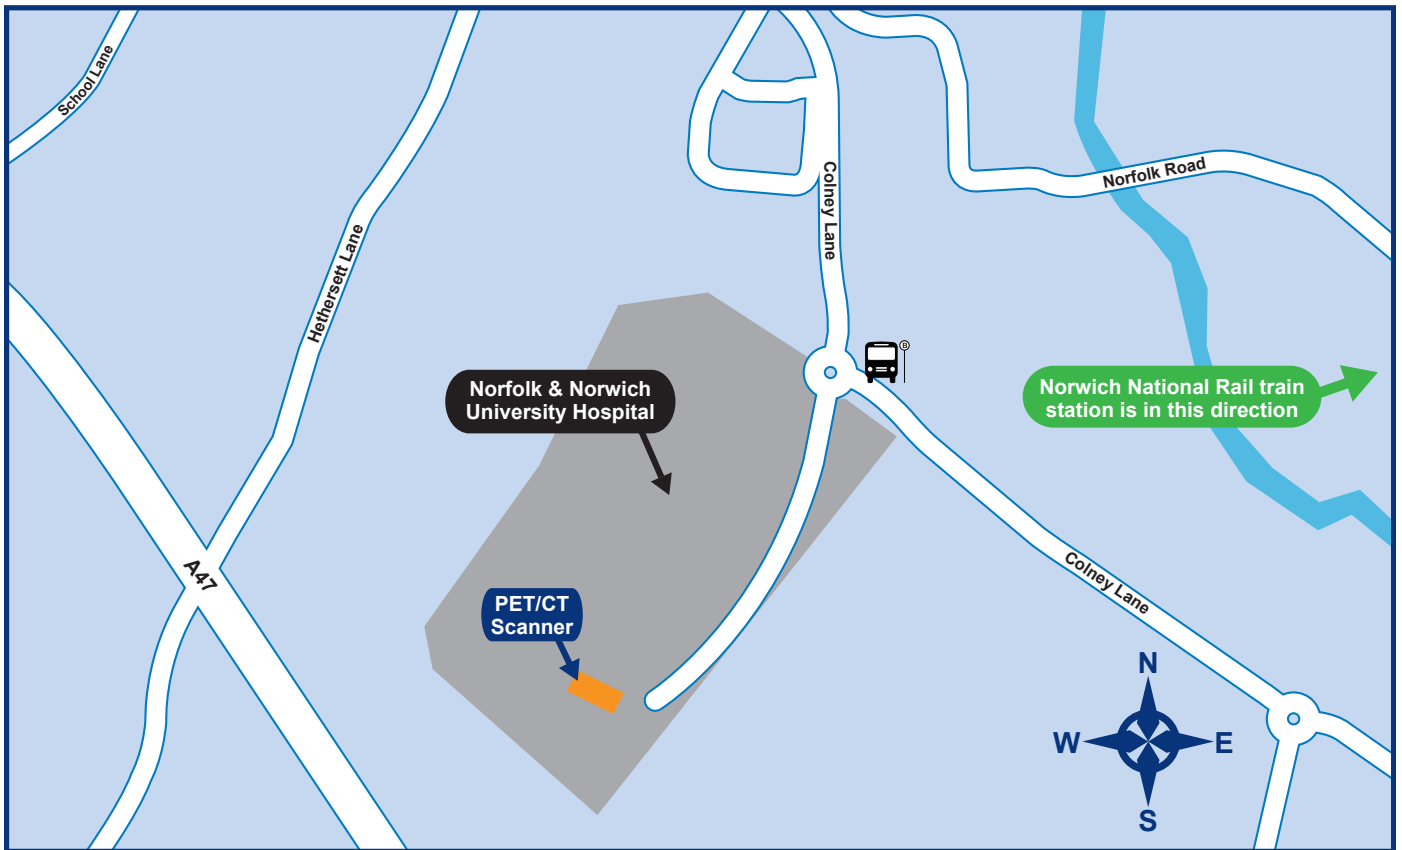 School Lane
Hethersett Lane
Colney Lane
Norfolk Road
B
Norfolk & Norwich
University Hospital
Norwich National Rail train
station is in this direction
A47
PET/CT
Scanner
Colney Lane
N
W
E
S